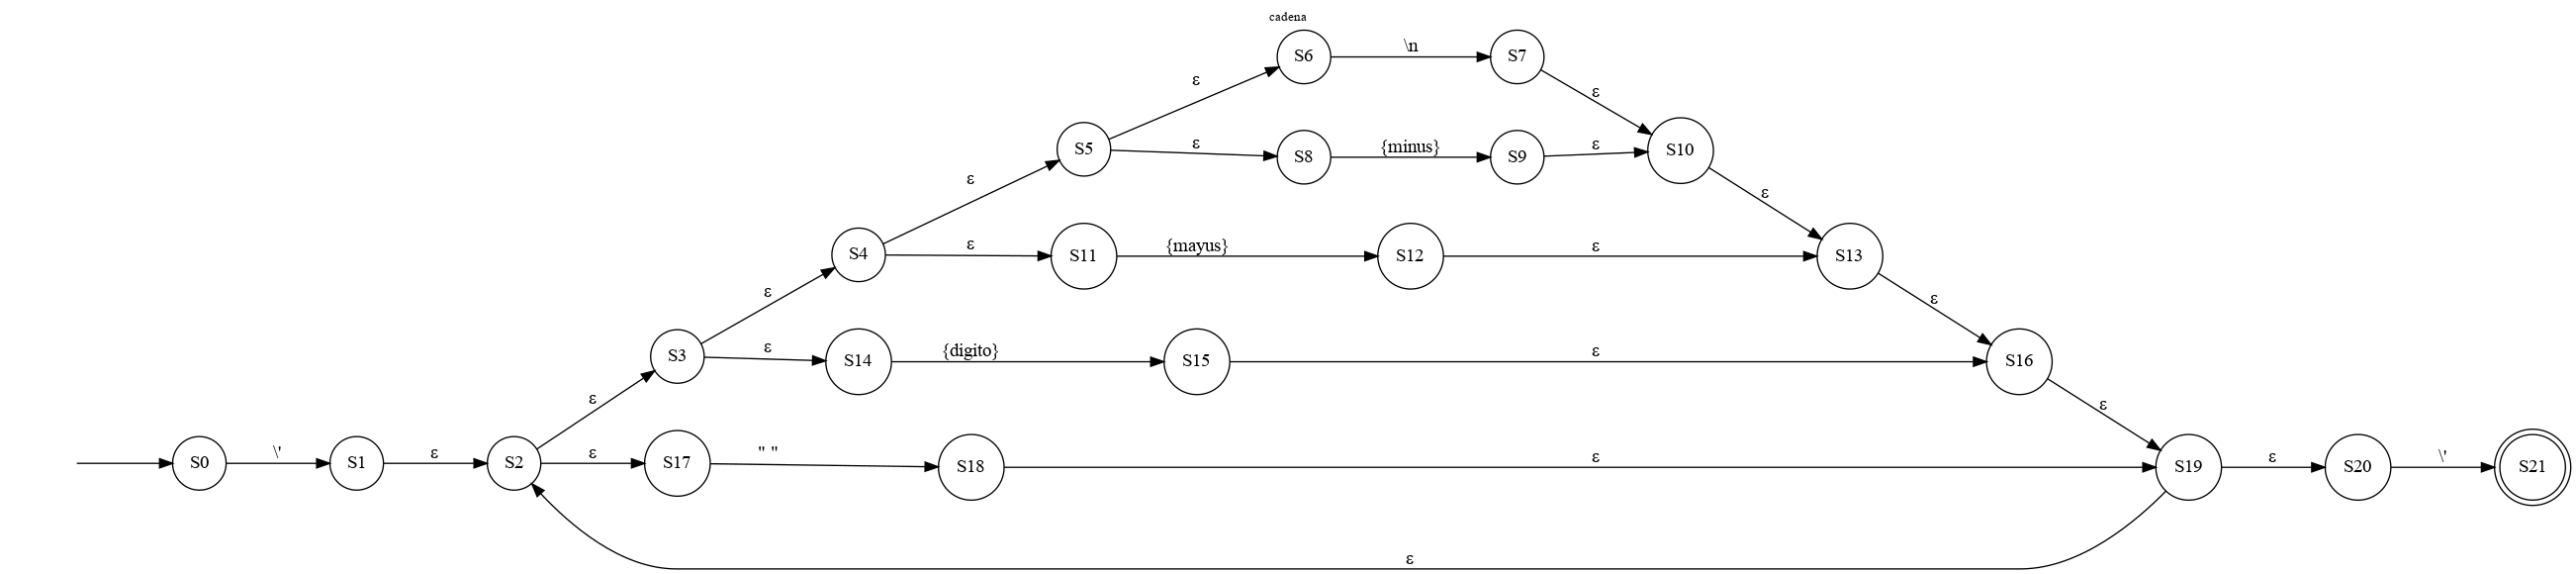 cadena
S6 \n S7
ε ε
S5 ε S8 {minus} S9 ε S10
ε ε
S4 ε S11 {mayus} S12 ε S13
ε ε
S3 ε S14 {digito} S15 ε S16
ε ε
S0 \' S1 ε S2 ε S17 " " S18 ε S19 ε S20 \' S21
ε